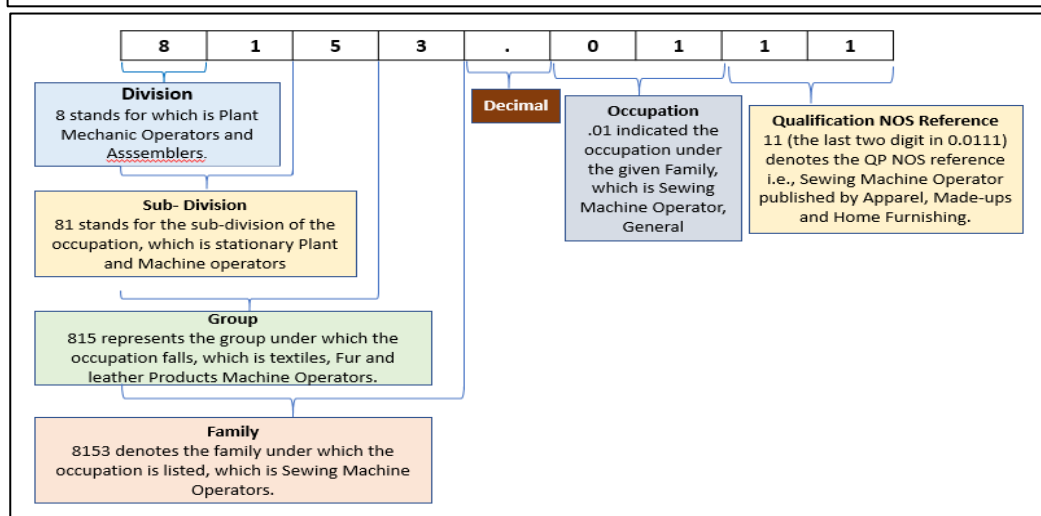 8 1 5 3 . 0 1 1 1
Division
8 stands for which is Plant
Mechanic Operators and
Asssemblers.
Decimal
Occupation
.01 indicated the
occupation under
the given Family,
which is Sewing
Machine Operator,
General
Qualification NOS Reference
11 (the last two digit in 0.0111)
denotes the QP NOS reference
i.e., Sewing Machine Operator
published by Apparel, Made-ups
and Home Furnishing.
Sub- Division
81 stands for the sub-division of the
occupation, which is stationary Plant
and Machine operators
Group
815 represents the group under which the
occupation falls, which is textiles, Fur and
leather Products Machine Operators.
Family
8153 denotes the family under which the
occupation is listed, which is Sewing Machine
Operators.